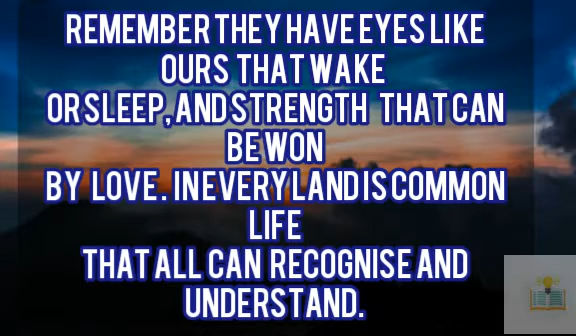 REMEMBER THEY HAVE EYES LIKE
OURS THAT WAKE
OR SLEEP, AND STRENGTH THAT CAN
BE WON
BY LOVE. IN EVERY LAND IS COMMON
LIFE
THAT ALL CAN RECOGNISE AND
UNDERSTAND.